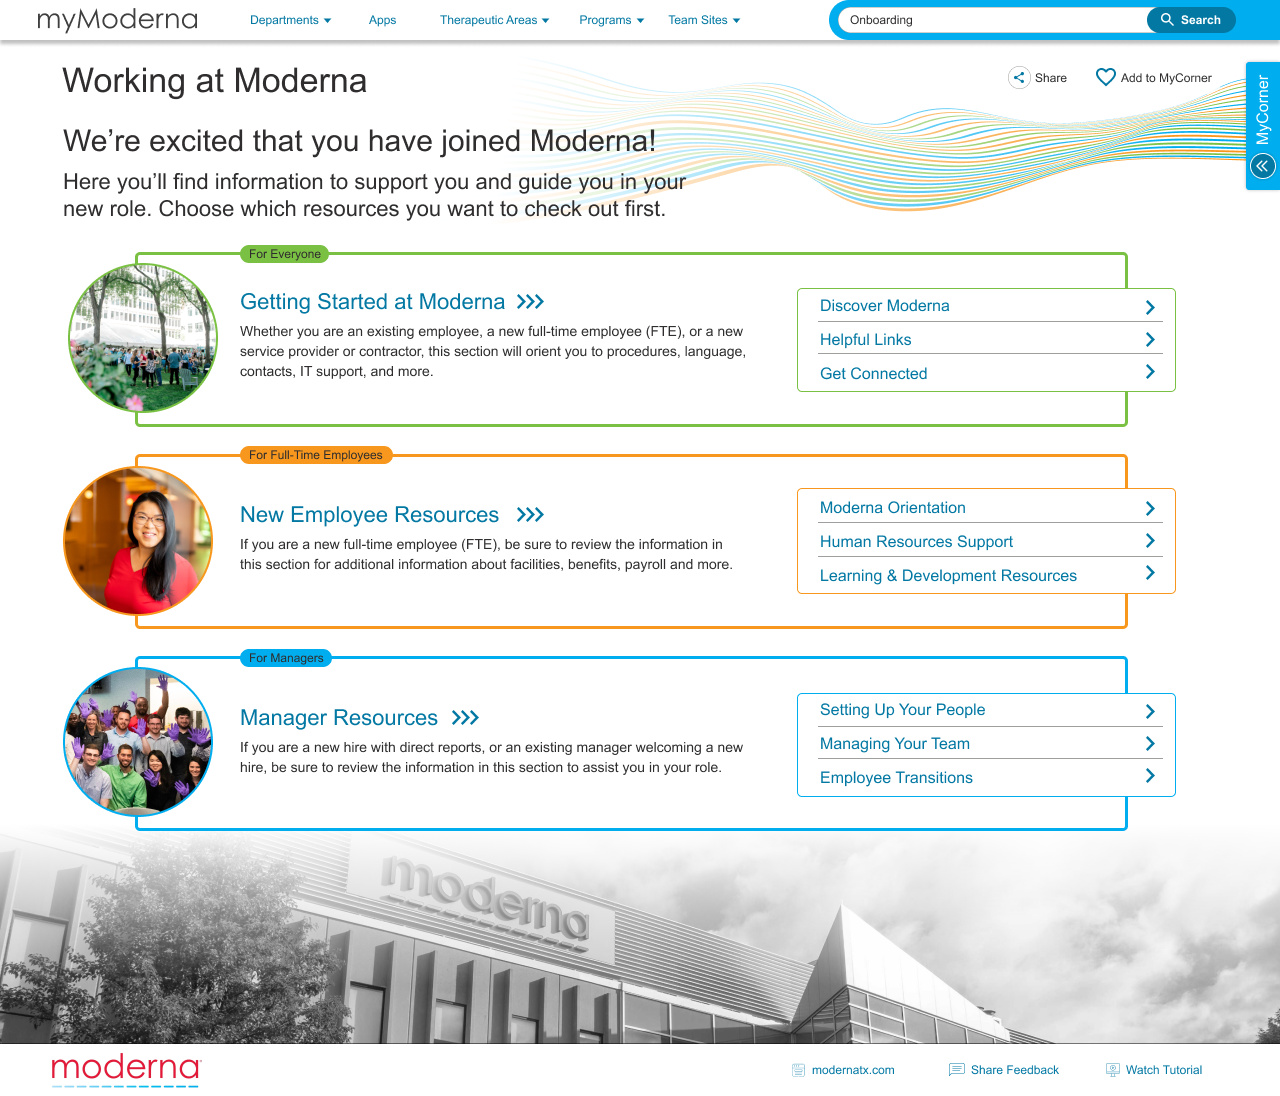 myModerna
Departments
Apps
Therapeutic Areas
Programs
Team Sites
Onboarding
Search
Working at Moderna
Share
Add to MyCorner
MyCorner
We’re excited that you have joined Moderna!
Here you’ll find information to support you and guide you in your
new role. Choose which resources you want to check out first.
For Everyone
Getting Started at Moderna
Whether you are an existing employee, a new full-time employee (FTE), or a new
service provider or contractor, this section will orient you to procedures, language,
contacts, IT support, and more.
Discover Moderna
Helpful Links
Get Connected
For Full-Time Employees
New Employee Resources
If you are a new full-time employee (FTE), be sure to review the information in
this section for additional information about facilities, benefits, payroll and more.
Moderna Orientation
Human Resources Support
Learning & Development Resources
For Managers
Manager Resources
If you are a new hire with direct reports, or an existing manager welcoming a new
hire, be sure to review the information in this section to assist you in your role.
Setting Up Your People
Managing Your Team
Employee Transitions
moderna
moderna
modernatx.com
Share Feedback
Watch Tutorial